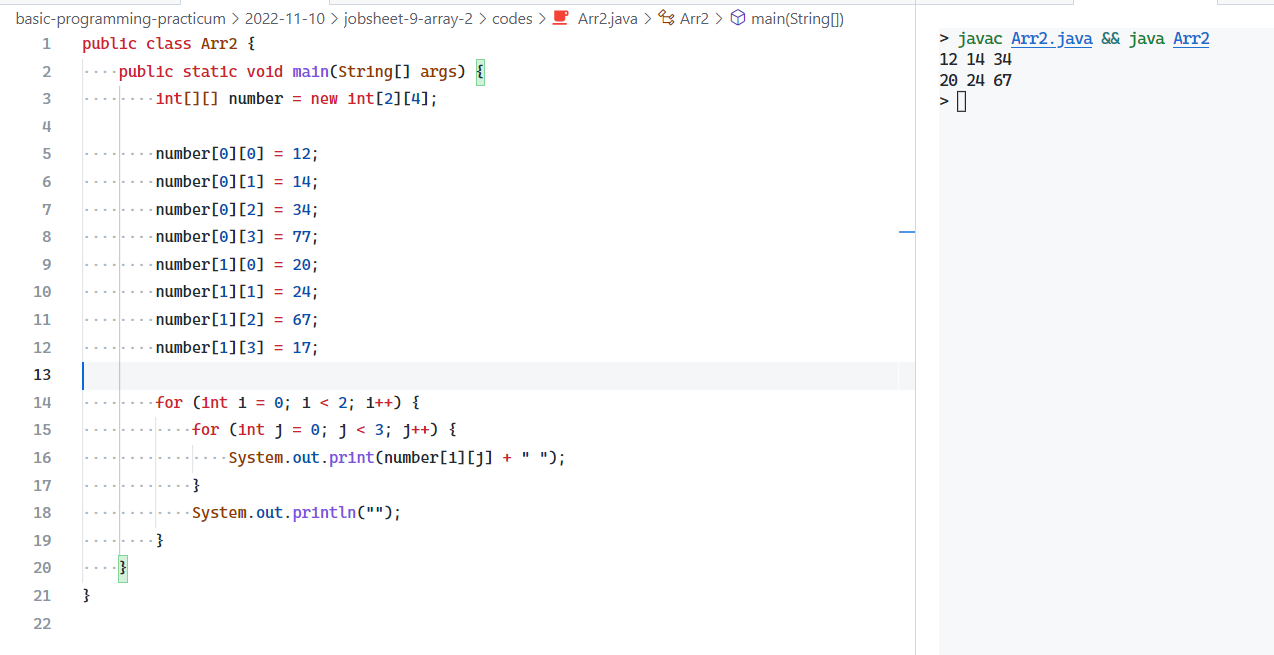 basic-programming-practicum > 2022-11-10 > jobsheet-9-array-2 > codes > Arr2.java > Arr2 > main(String[])
1 public class Arr2 {
2 ····public static void main(String[] args) {
3 ········int[][] number = new int[2][4];
4
5 ········number[0][0] = 12;
6 ········number[0][1] = 14;
7 ········number[0][2] = 34;
8 ········number[0][3] = 77;
9 ········number[1][0] = 20;
10 ········number[1][1] = 24;
11 ········number[1][2] = 67;
12 ········number[1][3] = 17;
13
14 ········for (int i = 0; i < 2; i++) {
15 ············for (int j = 0; j < 3; j++) {
16 ················System.out.print(number[i][j] + " ");
17 ············}
18 ············System.out.println("");
19 ········}
20 ····}
21 }
22
> javac Arr2.java && java Arr2
12 14 34
20 24 67
>